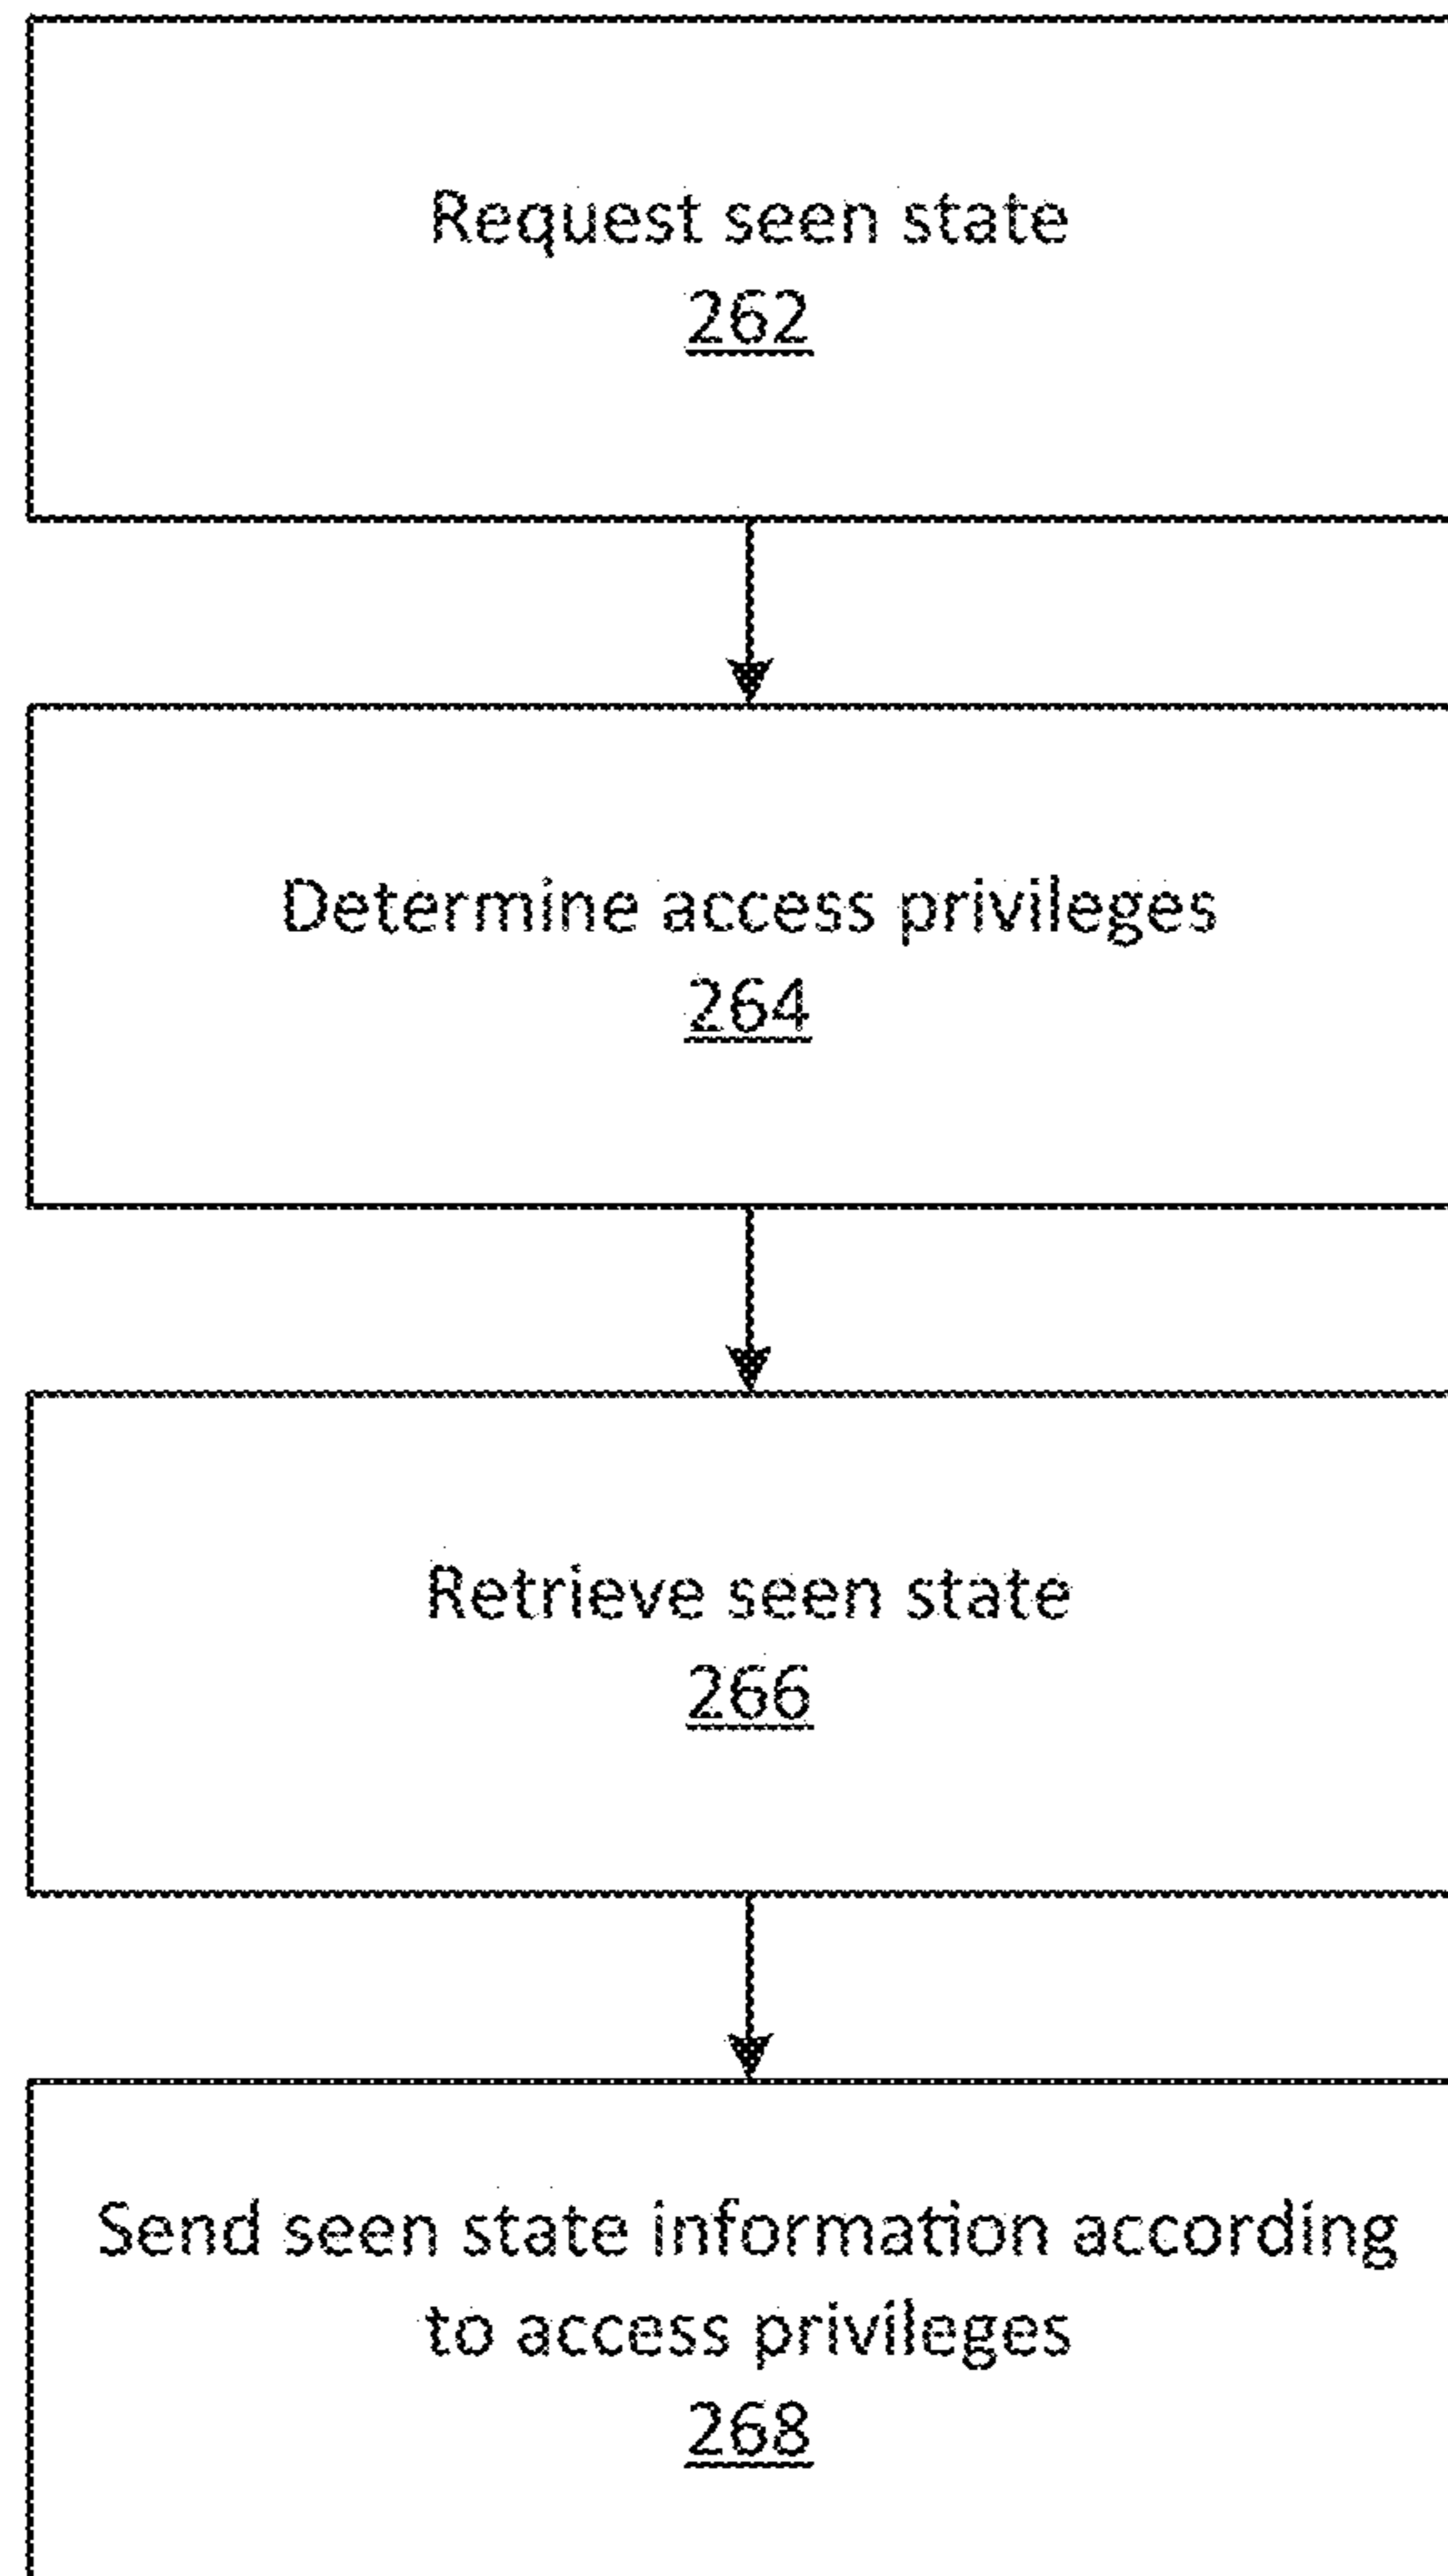 Request seen state
262
Determine access privileges
264
Retrieve seen state
266
Send seen state information according
to access privileges
268